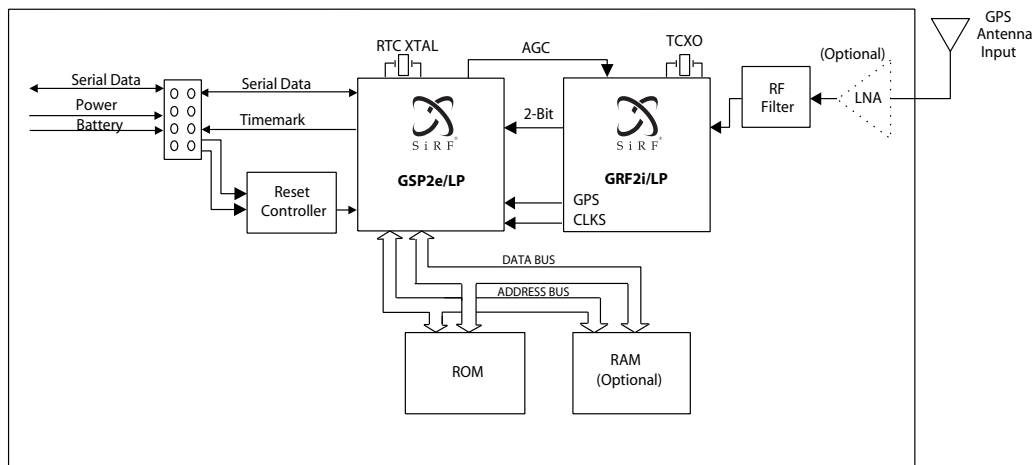 GPS
Antenna
Input
RTC XTAL
AGC
TCXO
(Optional)
Serial Data
Serial Data
Power
Battery
Timemark
SiRF®
GSP2e/LP
2-Bit
SiRF®
GRF2i/LP
RF
Filter
LNA
Reset
Controller
GPS
CLKS
DATA BUS
ADDRESS BUS
ROM
RAM
(Optional)